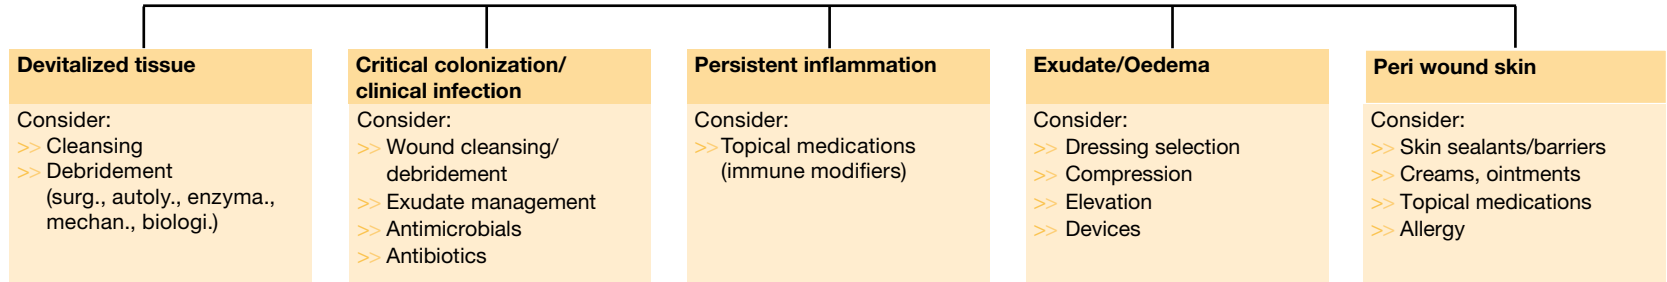 Devitalized tissue
Consider:
>> Cleansing
>> Debridement
(surg., autoly., enzyma.,
mechan., biologi.)
Critical colonization/
clinical infection
Consider:
>> Wound cleansing/
debridement
>> Exudate management
>> Antimicrobials
>> Antibiotics
Persistent inflammation
Consider:
>> Topical medications
(immune modifiers)
Exudate/Oedema
Consider:
>> Dressing selection
>> Compression
>> Elevation
>> Devices
Peri wound skin
Consider:
>> Skin sealants/barriers
>> Creams, ointments
>> Topical medications
>> Allergy